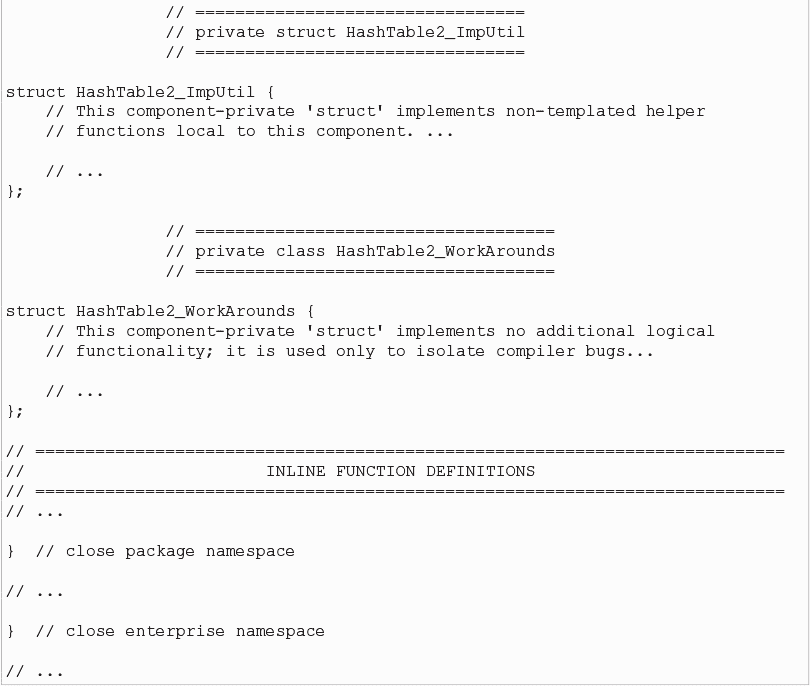 // =================================
                // private struct HashTable2_ImpUtil
                // =================================

struct HashTable2_ImpUtil {
    // This component-private 'struct' implements non-templated helper
    // functions local to this component. ...

    // ...
};

                // ====================================
                // private class HashTable2_WorkArounds
                // ====================================

struct HashTable2_WorkArounds {
    // This component-private 'struct' implements no additional logical
    // functionality; it is used only to isolate compiler bugs...

    // ...
};

// ===========================================================================
//                        INLINE FUNCTION DEFINITIONS
// ===========================================================================
// ...

}  // close package namespace

// ...

}  // close enterprise namespace

// ...